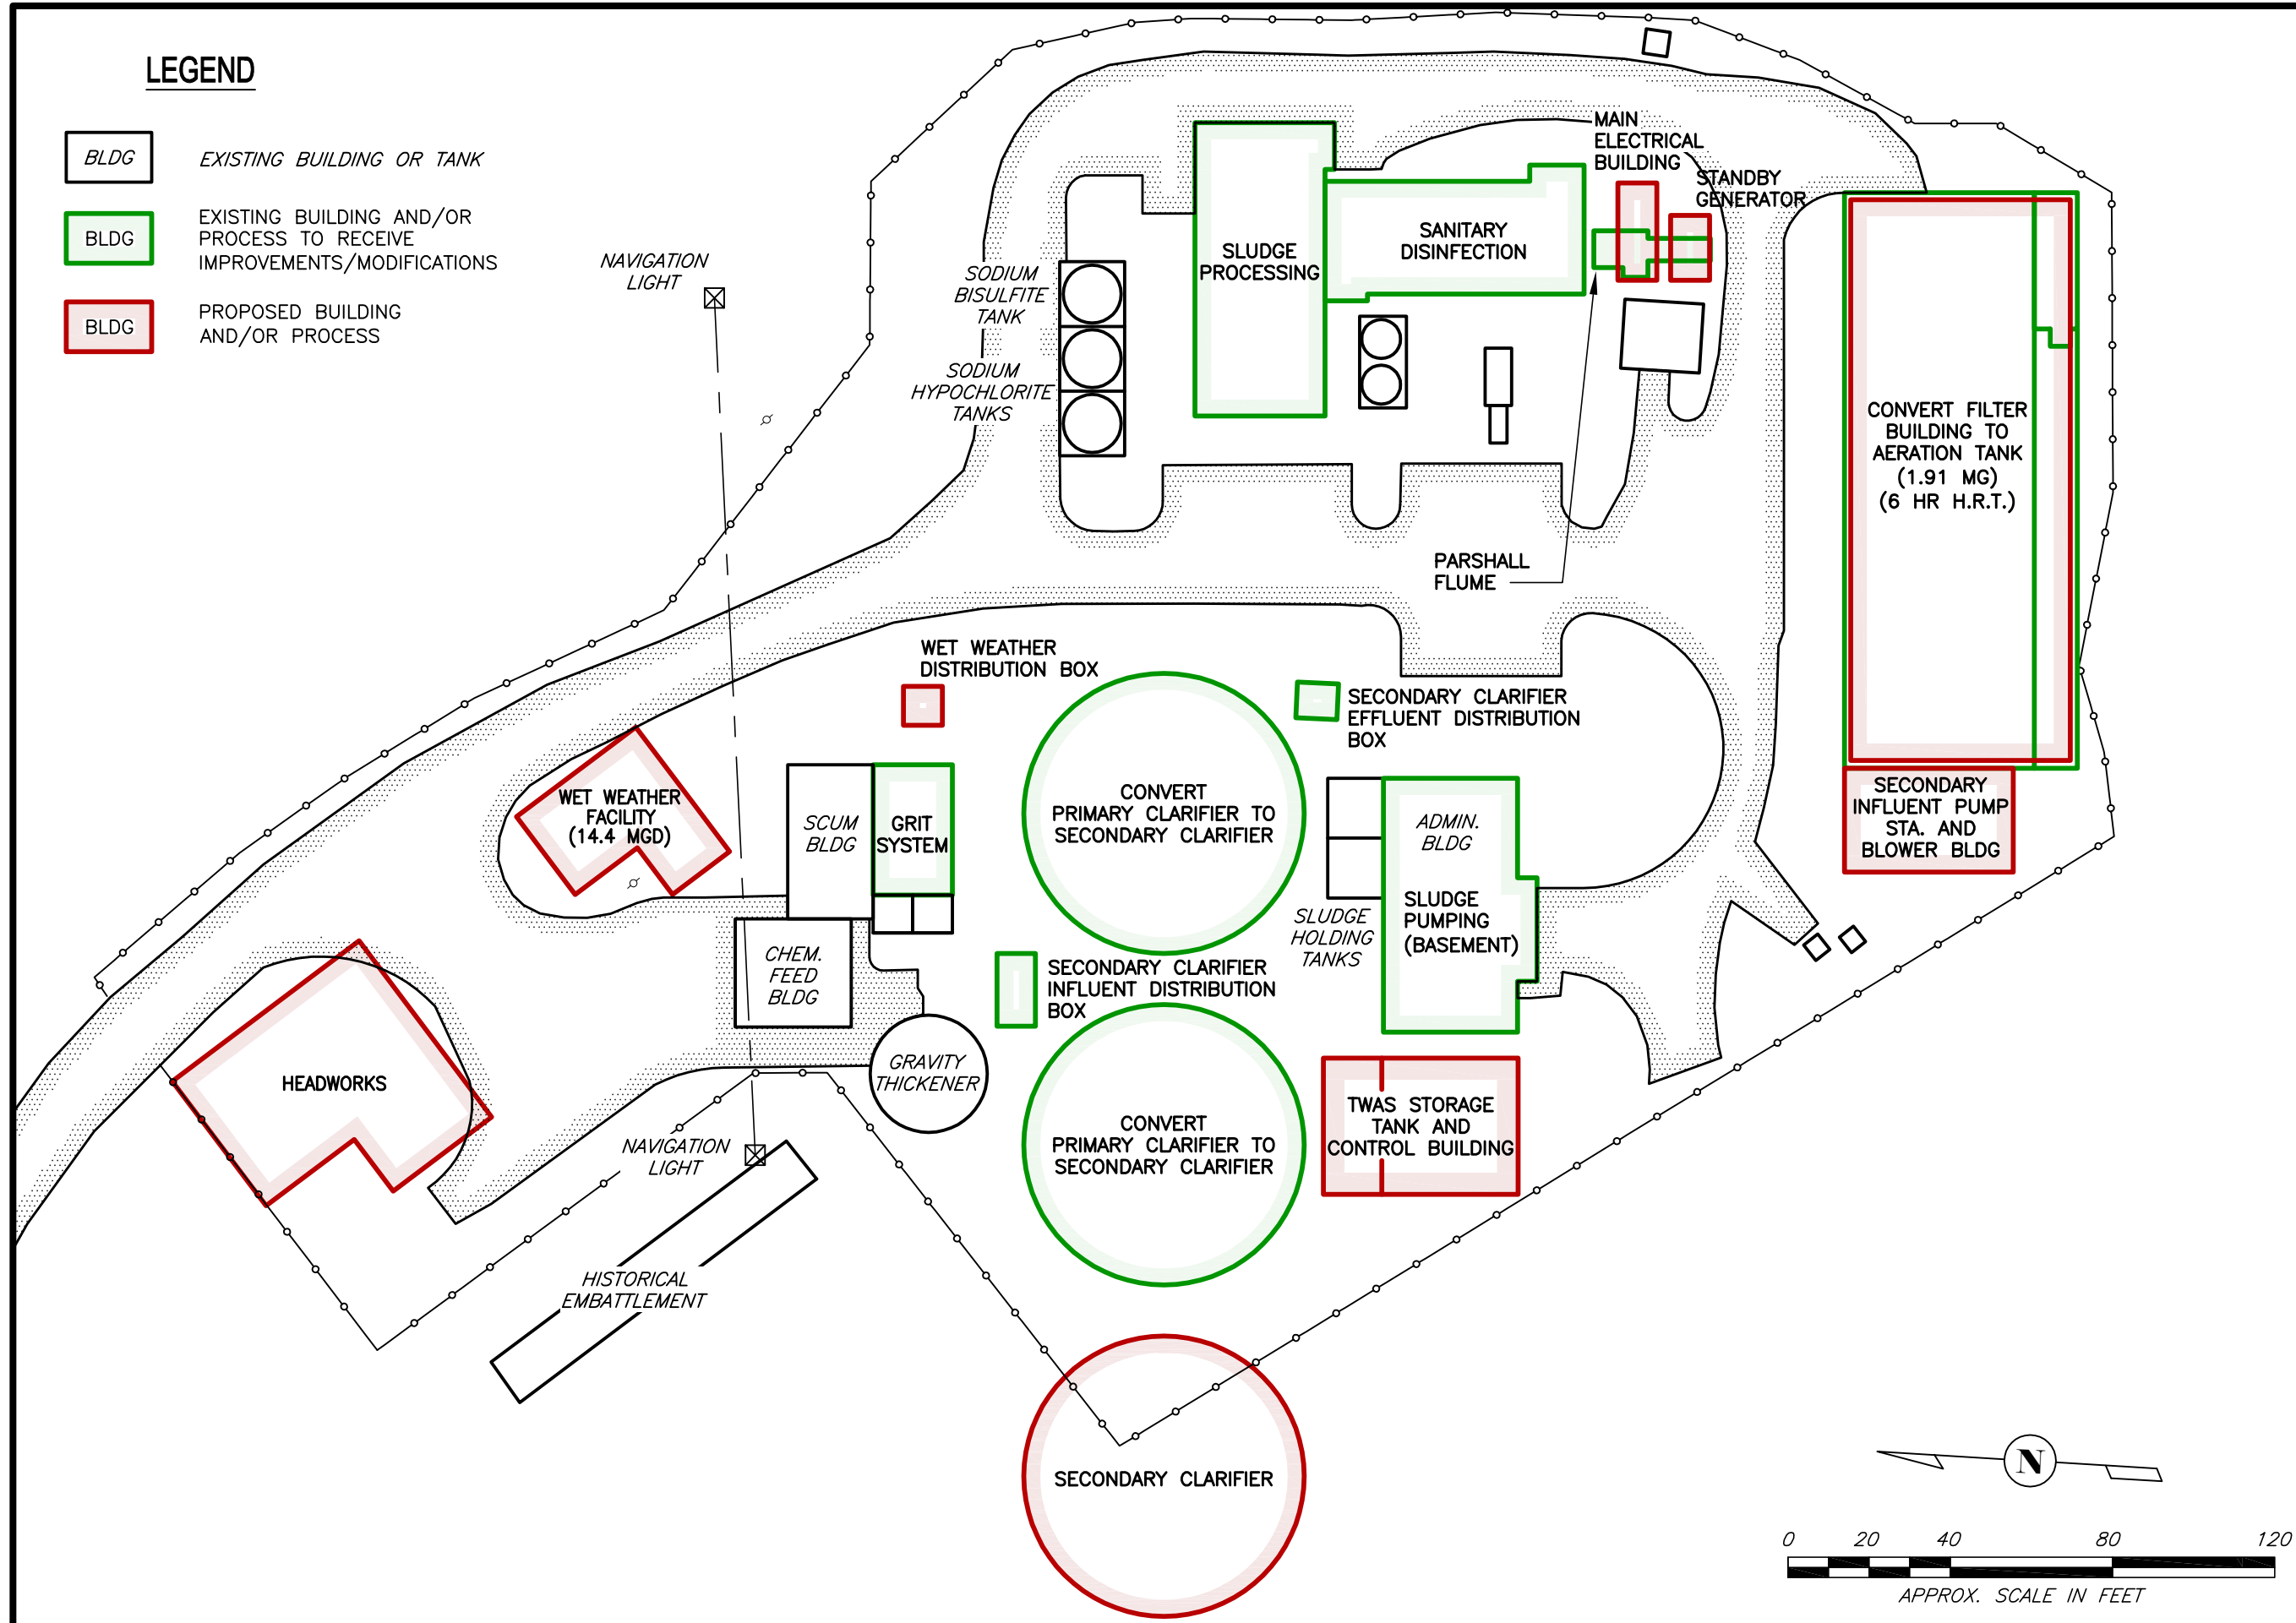 LEGEND
BLDG
EXISTING BUILDING OR TANK
BLDG
EXISTING BUILDING AND/OR
PROCESS TO RECEIVE
IMPROVEMENTS/MODIFICATIONS
BLDG
PROPOSED BUILDING
AND/OR PROCESS
NAVIGATION
LIGHT
SODIUM
BISULFITE
TANK
SODIUM
HYPOCHLORITE
TANKS
SLUDGE
PROCESSING
SANITARY
DISINFECTION
MAIN
ELECTRICAL
BUILDING
STANDBY
GENERATOR
CONVERT FILTER
BUILDING TO
AERATION TANK
(1.91 MG)
(6 HR H.R.T.)
PARSHALL
FLUME
WET WEATHER
DISTRIBUTION BOX
SECONDARY CLARIFIER
EFFLUENT DISTRIBUTION
BOX
WET WEATHER
FACILITY
(14.4 MGD)
SCUM
BLDG
GRIT
SYSTEM
CONVERT
PRIMARY CLARIFIER TO
SECONDARY CLARIFIER
ADMIN.
BLDG
SLUDGE
PUMPING
(BASEMENT)
SECONDARY
INFLUENT PUMP
STA. AND
BLOWER BLDG
SLUDGE
HOLDING
TANKS
CHEM.
FEED
BLDG
SECONDARY CLARIFIER
INFLUENT DISTRIBUTION
BOX
GRAVITY
THICKENER
HEADWORKS
NAVIGATION
LIGHT
CONVERT
PRIMARY CLARIFIER TO
SECONDARY CLARIFIER
TWAS STORAGE
TANK AND
CONTROL BUILDING
HISTORICAL
EMBATTLEMENT
SECONDARY CLARIFIER
N
0 20 40 80 120
APPROX. SCALE IN FEET